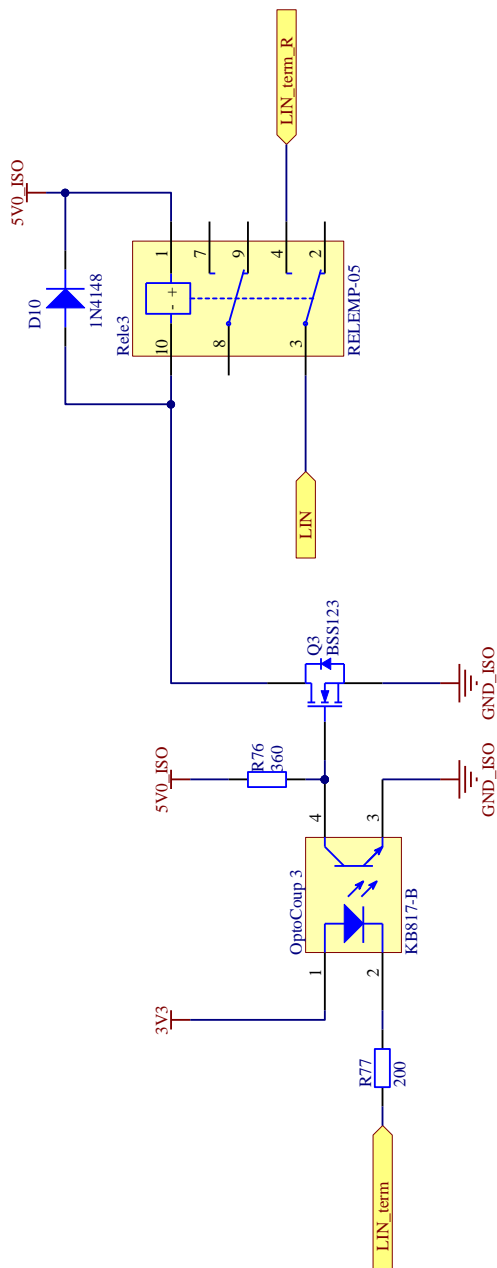 LIN_term
R77
200
3V3
1
2
OptoCoup 3
KB817-B
4
3
5V0_ISO
R76
360
GND_ISO
Q3
BSS123
GND_ISO
LIN
5V0_ISO
D10
1N4148
Rele3
10
1
- +
8
7
9
3
4
2
RELEMP-05
LIN_term_R